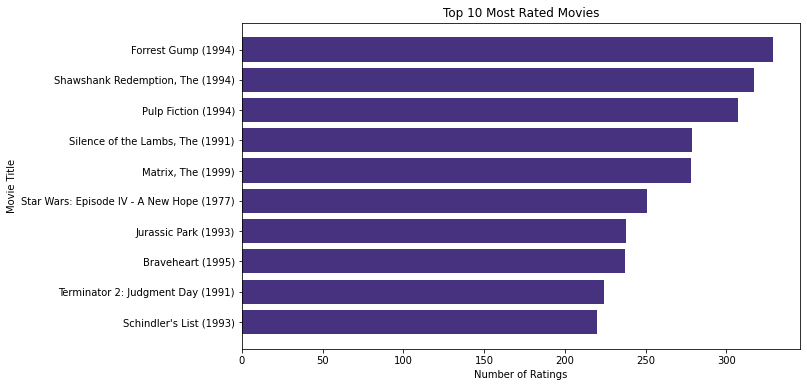 Top 10 Most Rated Movies
Forrest Gump (1994)
Shawshank Redemption, The (1994)
Pulp Fiction (1994)
Silence of the Lambs, The (1991)
Matrix, The (1999)
Star Wars: Episode IV - A New Hope (1977)
Jurassic Park (1993)
Braveheart (1995)
Terminator 2: Judgment Day (1991)
Schindler's List (1993)
Movie Title
0 50 100 150 200 250 300
Number of Ratings